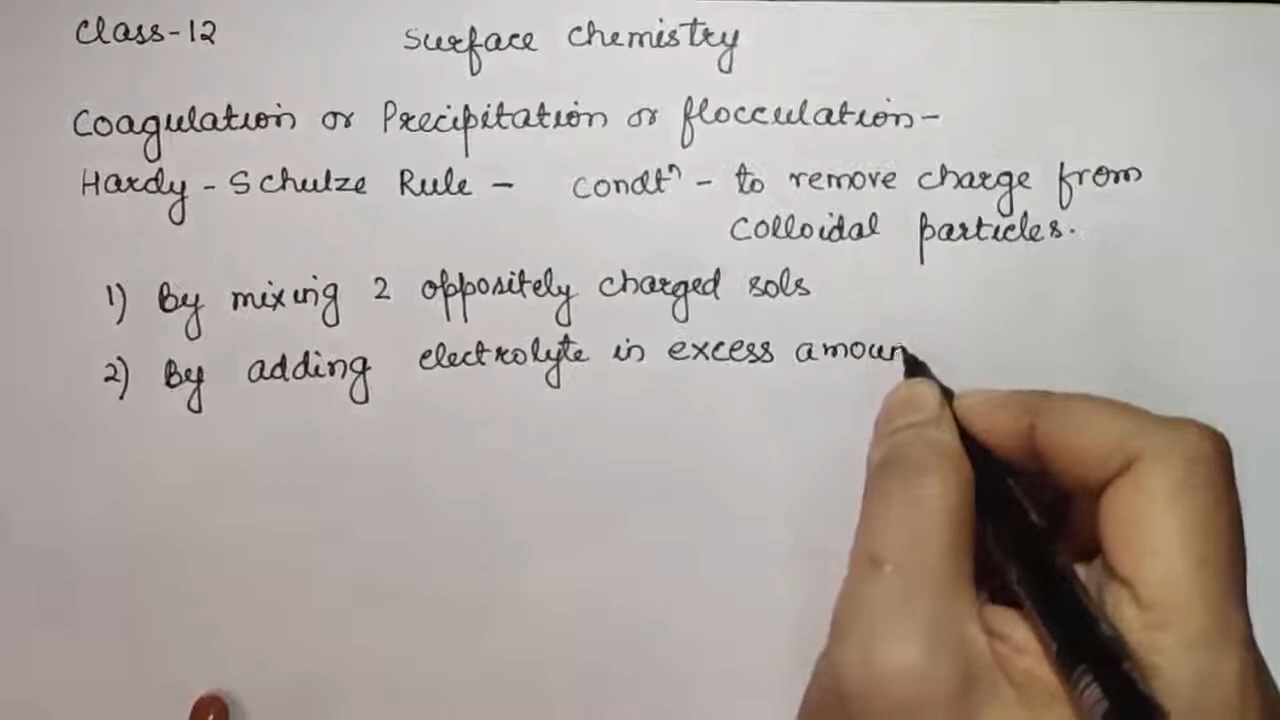 Class-12 Surface Chemistry
Coagulation or Precipitation or flocculation-
Hardy-Schulze Rule - condtⁿ - to remove charge from
colloidal particles.
1) By mixing 2 oppositely charged sols
2) By adding electrolyte in excess amoun